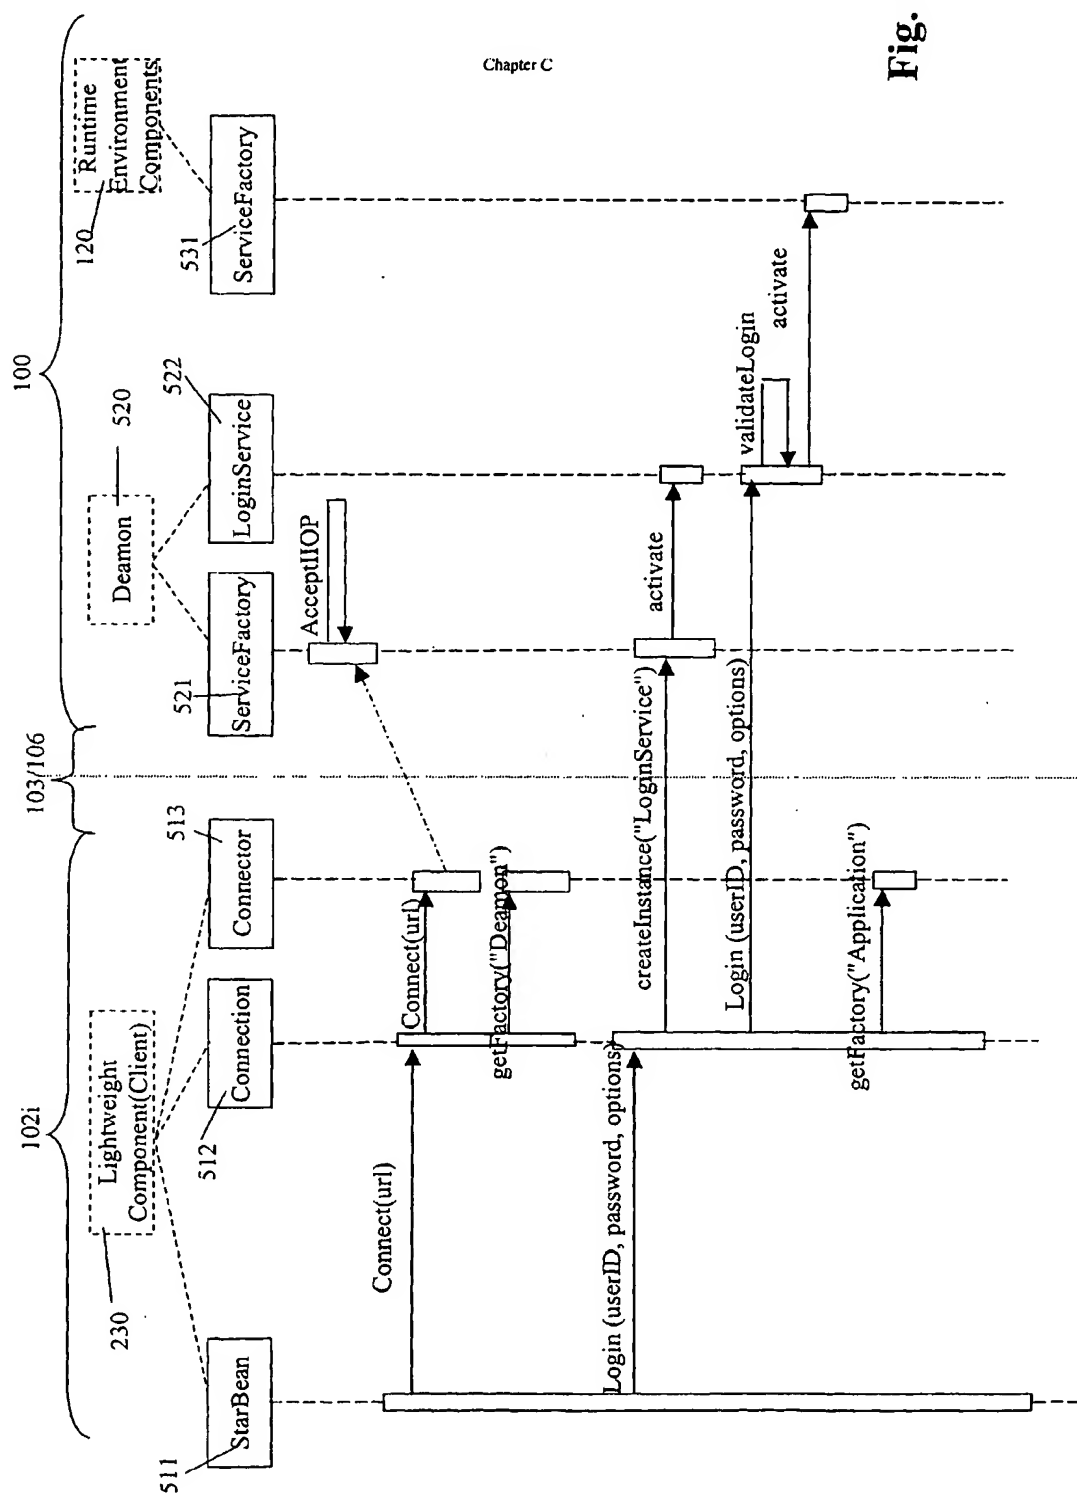 102i
103/106
100
230
Lightweight
Component(Client)
Deamon
520
120
Runtime
Environment
Components
511
StarBean
512
Connection
513
Connector
521
ServiceFactory
522
LoginService
531
ServiceFactory
AcceptIIOP
Connect(url)
Connect(url)
getFactory("Deamon")
Login (userID, password, options)
createInstance("LoginService")
activate
Login (userID, password, options)
validateLogin
activate
getFactory("Application")
Chapter C
Fig.